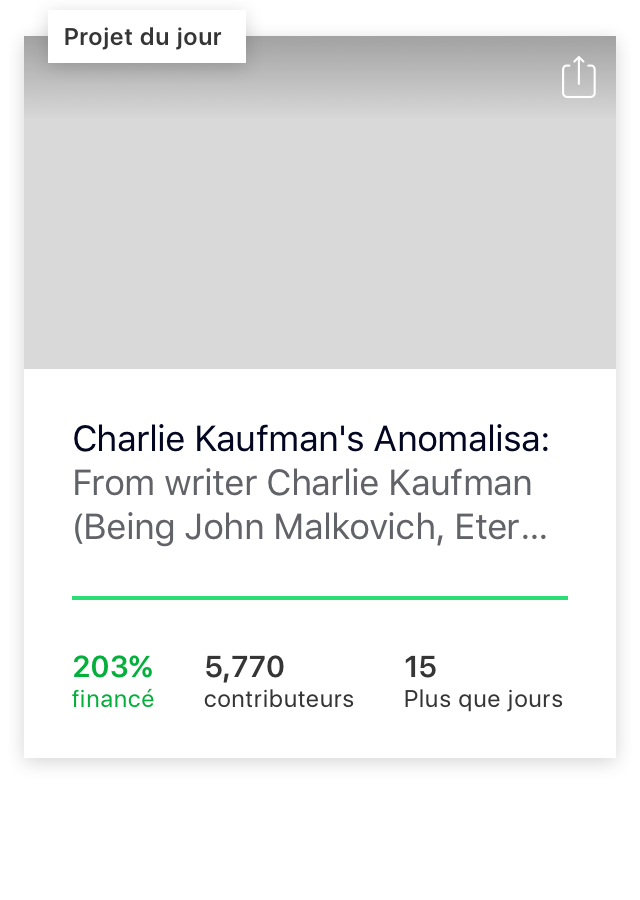 Projet du jour
Charlie Kaufman's Anomalisa:
From writer Charlie Kaufman
(Being John Malkovich, Eter...
203% 5,770 15
financé contributeurs Plus que jours